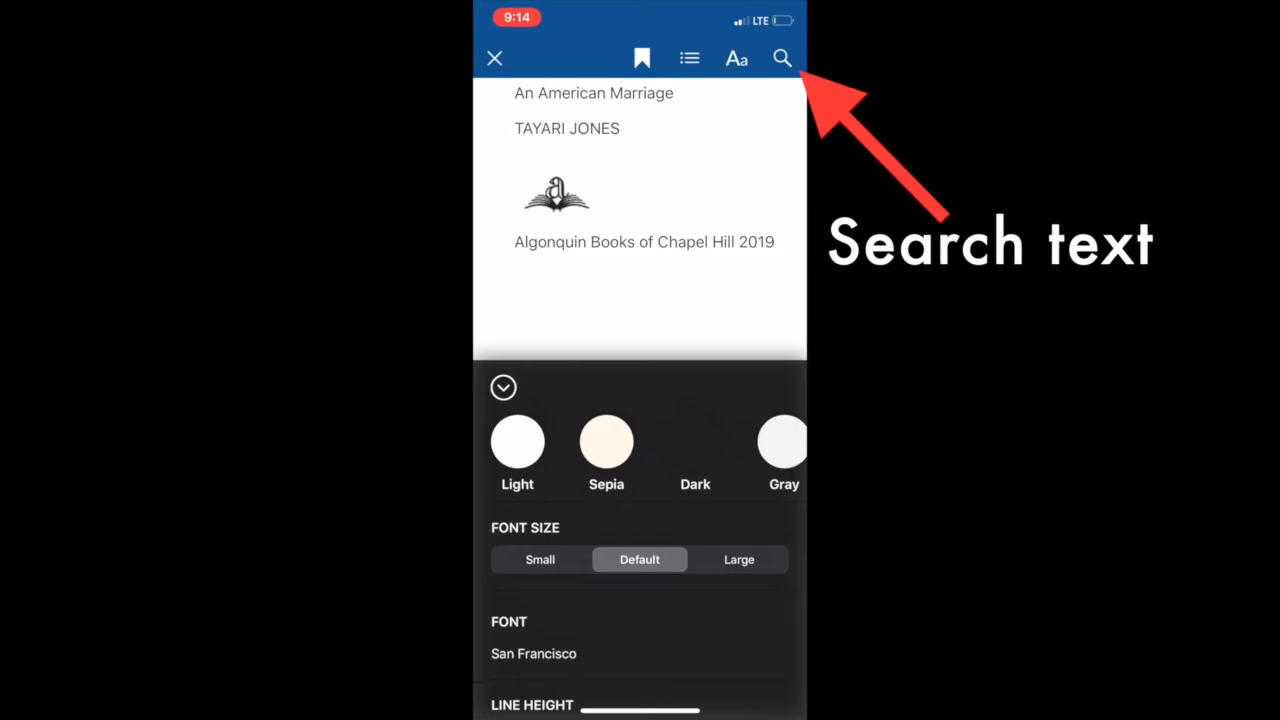 9:14
LTE
Aa
An American Marriage
TAYARI JONES
a
Algonquin Books of Chapel Hill 2019
Search text
Light Sepia Dark Gray
FONT SIZE
Small Default Large
FONT
San Francisco
LINE HEIGHT